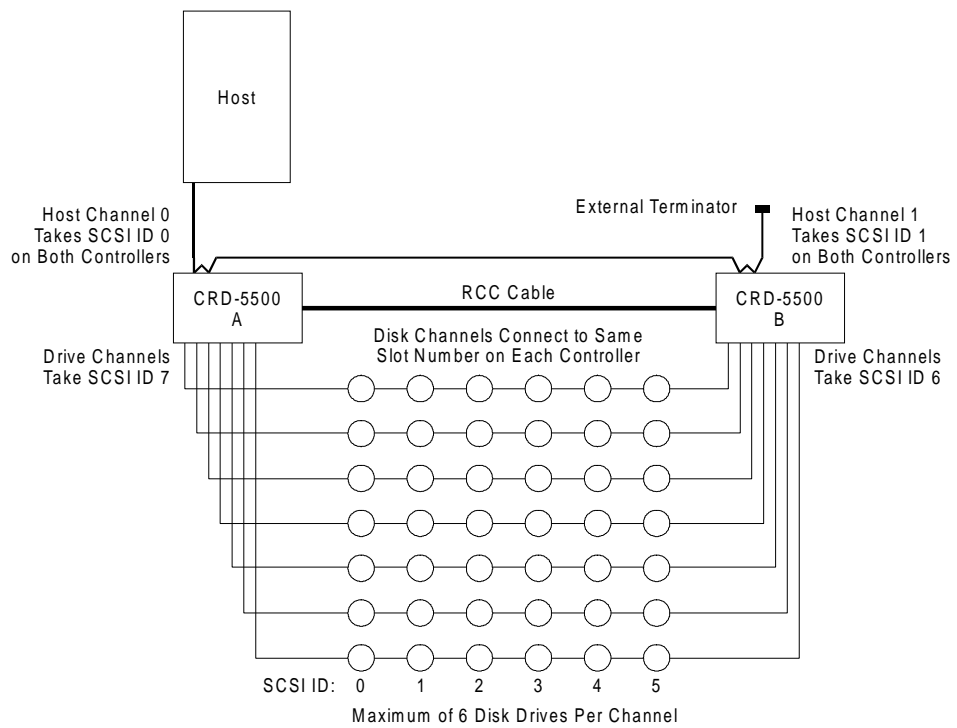 Host
Host Channel 0
Takes SCSI ID 0
on Both Controllers
External Terminator
Host Channel 1
Takes SCSI ID 1
on Both Controllers
CRD-5500
A
RCC Cable
CRD-5500
B
Disk Channels Connect to Same
Slot Number on Each Controller
Drive Channels
Take SCSI ID 7
Drive Channels
Take SCSI ID 6
SCSI ID: 0 1 2 3 4 5
Maximum of 6 Disk Drives Per Channel